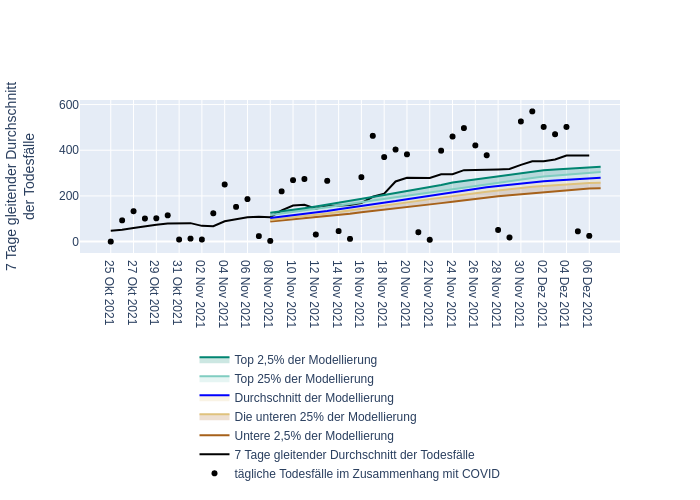 7 Tage gleitender Durchschnitt
der Todesfälle
600
400
200
0
25 Okt 2021
27 Okt 2021
29 Okt 2021
31 Okt 2021
02 Nov 2021
04 Nov 2021
06 Nov 2021
08 Nov 2021
10 Nov 2021
12 Nov 2021
14 Nov 2021
16 Nov 2021
18 Nov 2021
20 Nov 2021
22 Nov 2021
24 Nov 2021
26 Nov 2021
28 Nov 2021
30 Nov 2021
02 Dez 2021
04 Dez 2021
06 Dez 2021
Top 2,5% der Modellierung
Top 25% der Modellierung
Durchschnitt der Modellierung
Die unteren 25% der Modellierung
Untere 2,5% der Modellierung
7 Tage gleitender Durchschnitt der Todesfälle
tägliche Todesfälle im Zusammenhang mit COVID